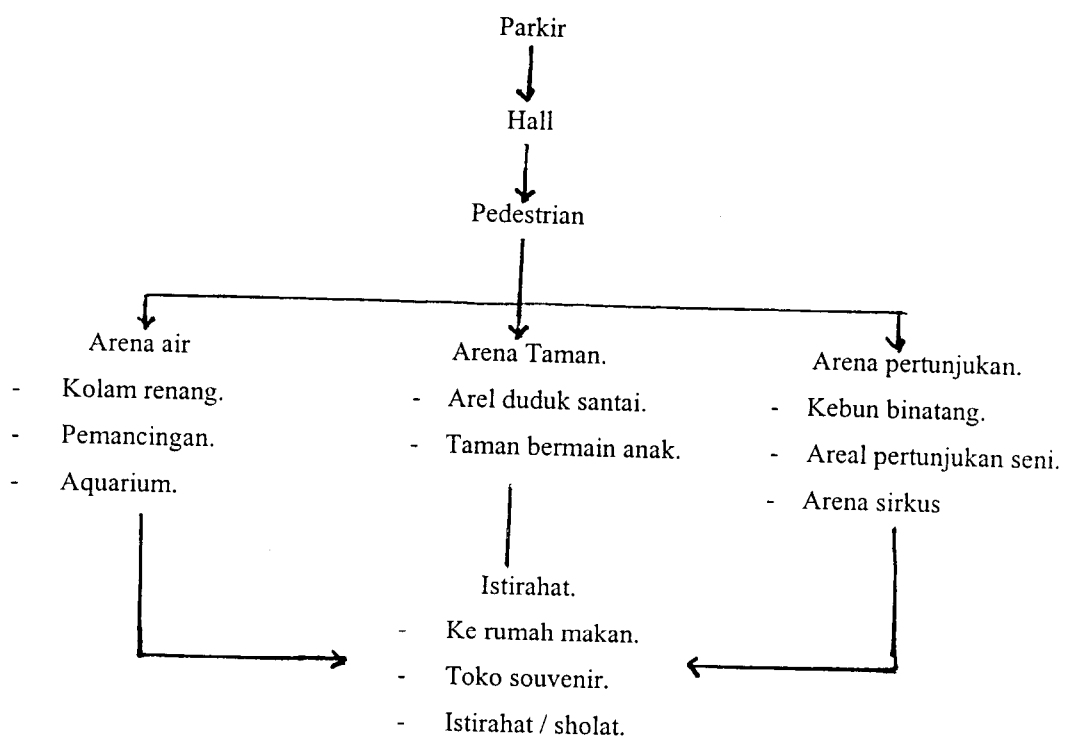 Parkir
Hall
Pedestrian
Arena air
- Kolam renang.
- Pemancingan.
- Aquarium.
Arena Taman.
- Arel duduk santai.
- Taman bermain anak.
Arena pertunjukan.
- Kebun binatang.
- Areal pertunjukan seni.
- Arena sirkus
Istirahat.
- Ke rumah makan.
- Toko souvenir.
- Istirahat / sholat.